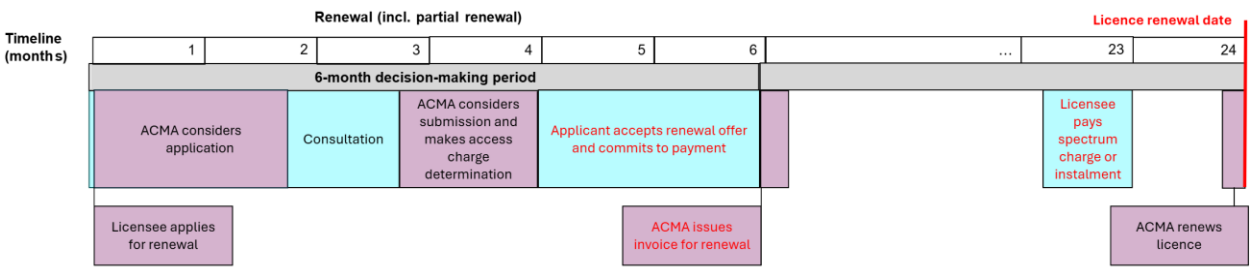 Renewal (incl. partial renewal)
Licence renewal date
Timeline
(months)
1 2 3 4 5 6 ... 23 24
6-month decision-making period
ACMA considers
application
Consultation
ACMA considers
submission and
makes access
charge
determination
Applicant accepts renewal offer
and commits to payment
Licensee
pays
spectrum
charge or
instalment
Licensee applies
for renewal
ACMA issues
invoice for renewal
ACMA renews
licence